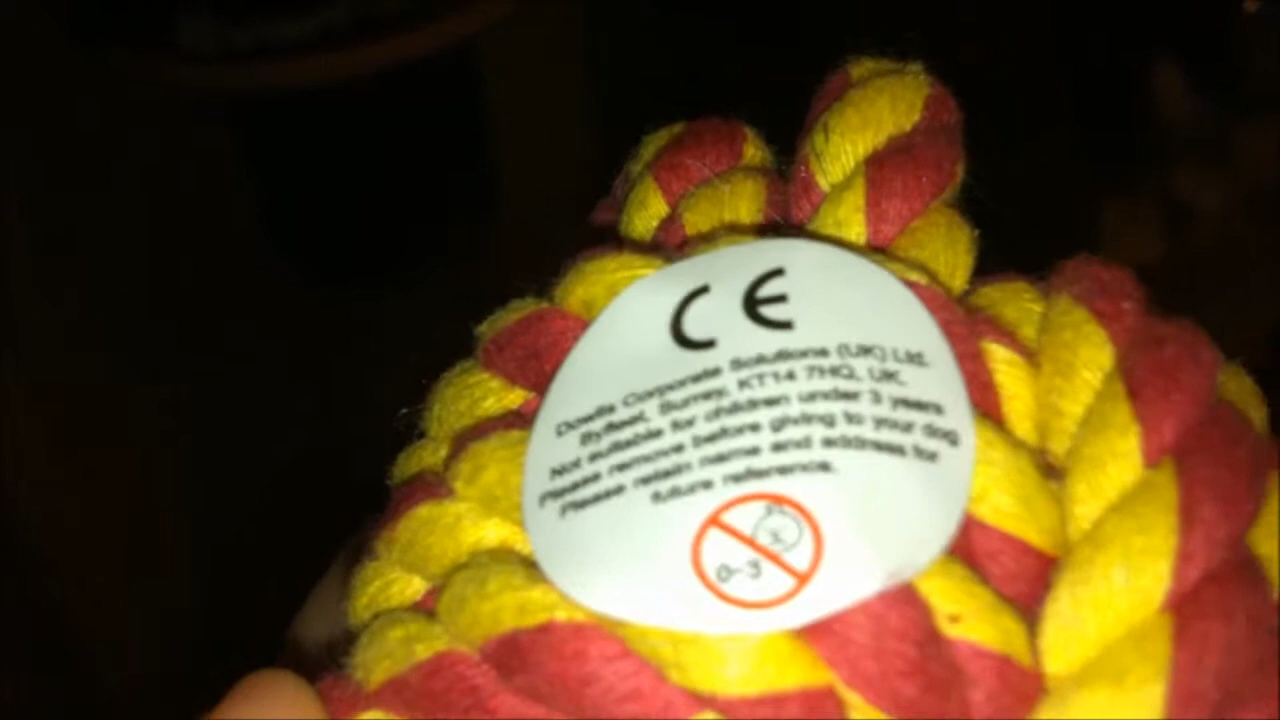 CE
Dowlis Corporate Solutions (UK) Ltd.
Byfleet, Surrey, KT14 7HQ, UK.
Not suitable for children under 3 years
Please remove before giving to your dog
Please retain name and address for
future reference.
0-3